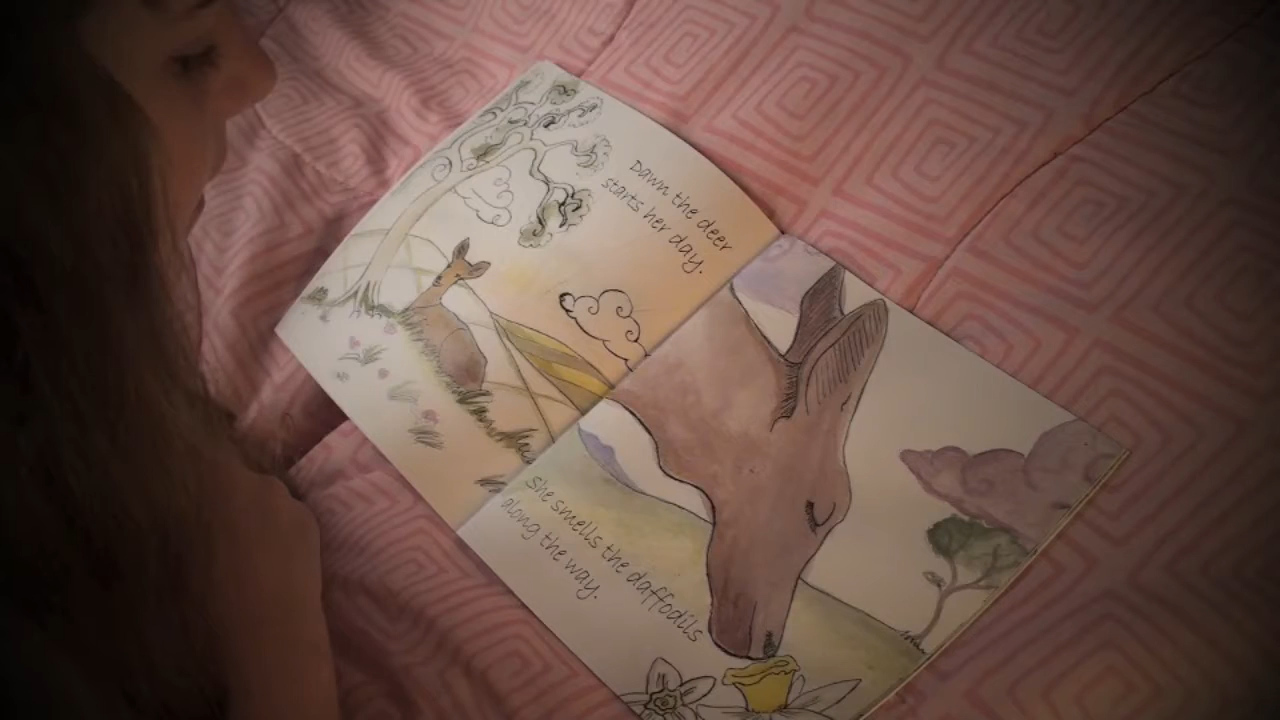 Dawn the deer
starts her day.
She smells the daffodils
along the way.